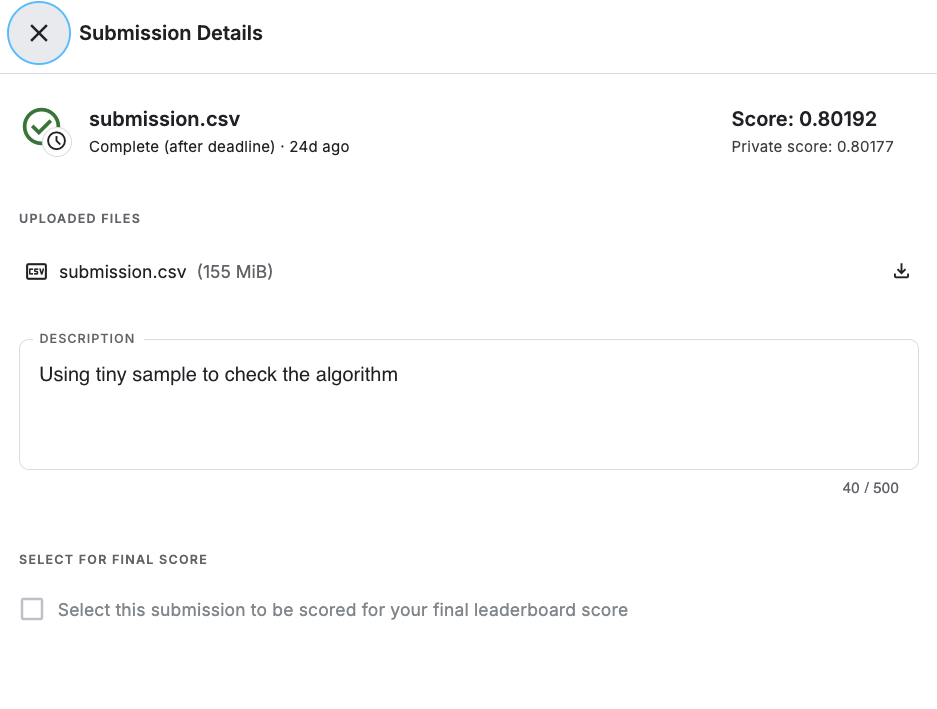 Submission Details
submission.csv
Complete (after deadline) · 24d ago
Score: 0.80192
Private score: 0.80177
UPLOADED FILES
CSV submission.csv (155 MiB)
DESCRIPTION
Using tiny sample to check the algorithm
40 / 500
SELECT FOR FINAL SCORE
Select this submission to be scored for your final leaderboard score